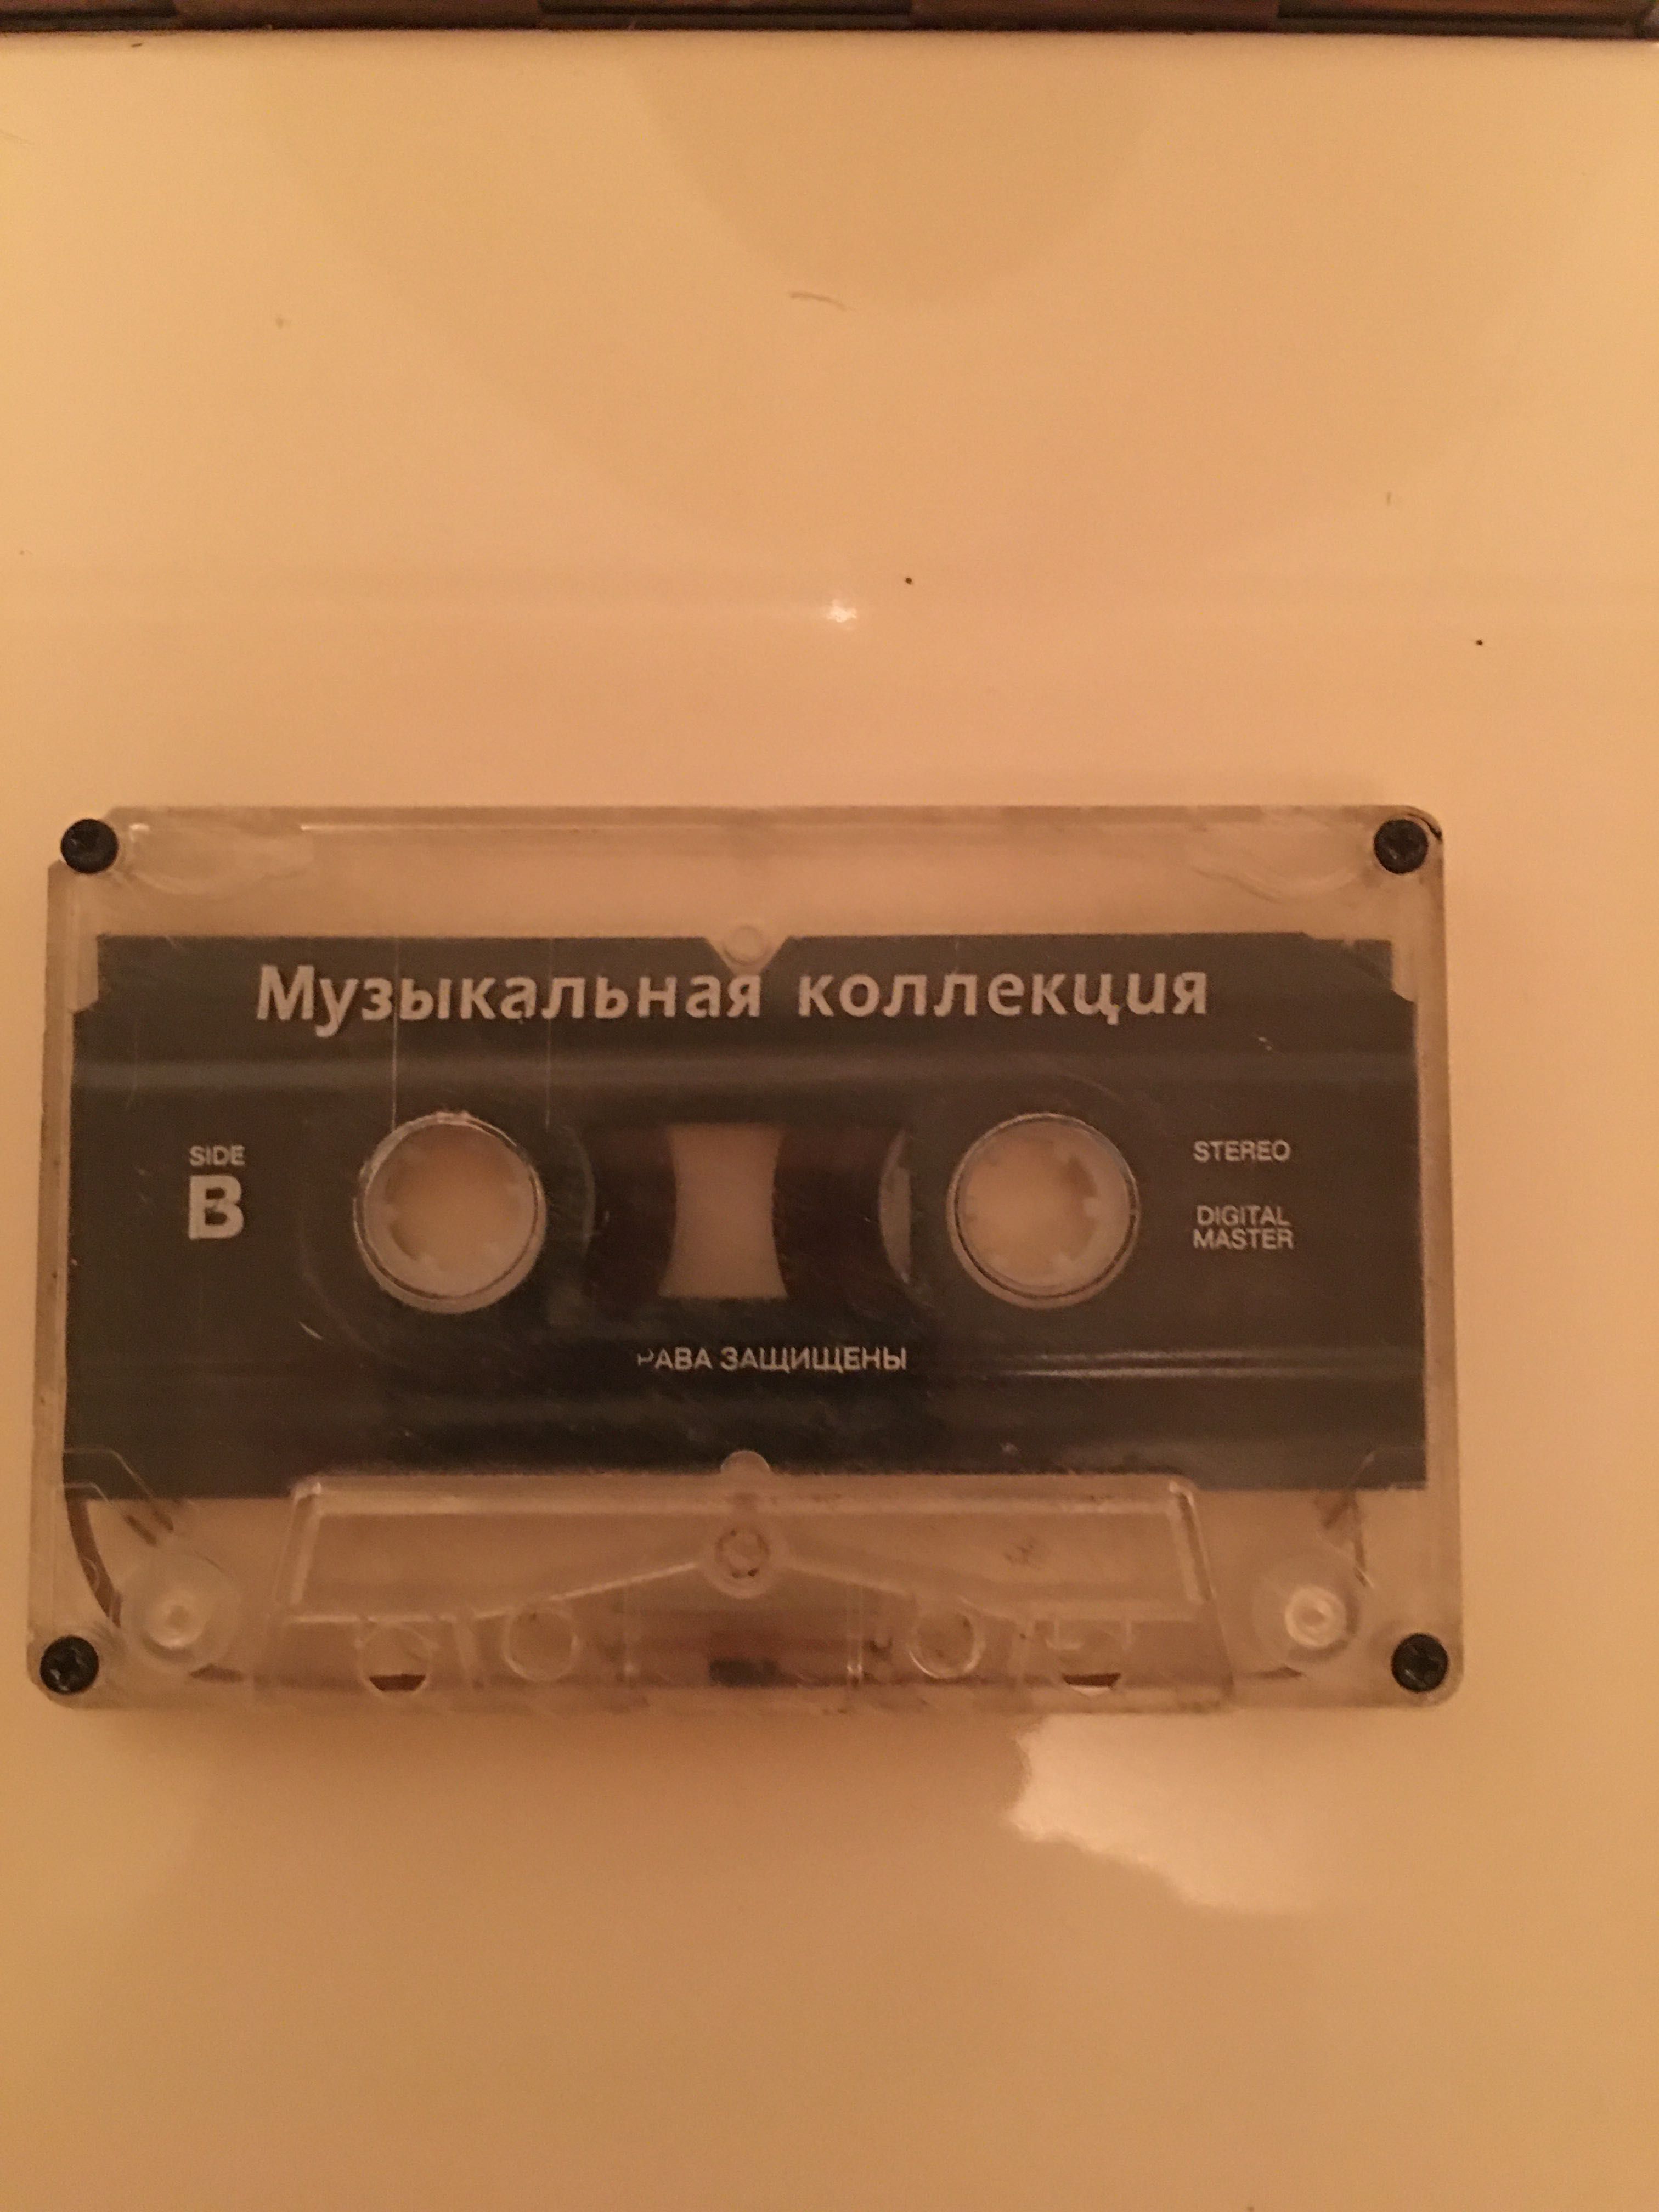 Музыкальная коллекция
SIDE
B
STEREO
DIGITAL
MASTER
РАВА ЗАЩИЩЕНЫ